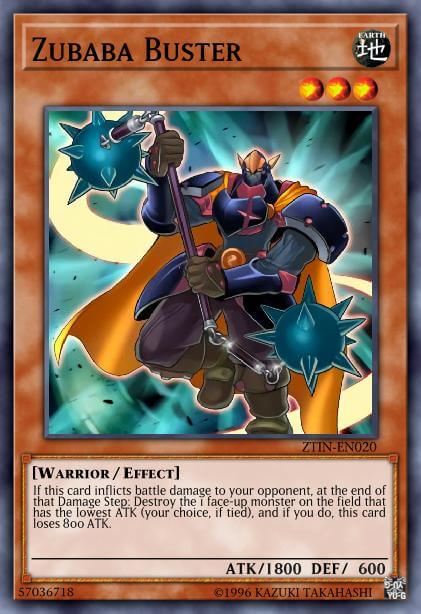 Zubaba Buster
EARTH
地
ZTIN-EN020
[Warrior / Effect]
If this card inflicts battle damage to your opponent, at the end of
that Damage Step: Destroy the 1 face-up monster on the field that
has the lowest ATK (your choice, if tied), and if you do, this card
loses 800 ATK.
ATK/1800 DEF/ 600
57036718
©1996 KAZUKI TAKAHASHI